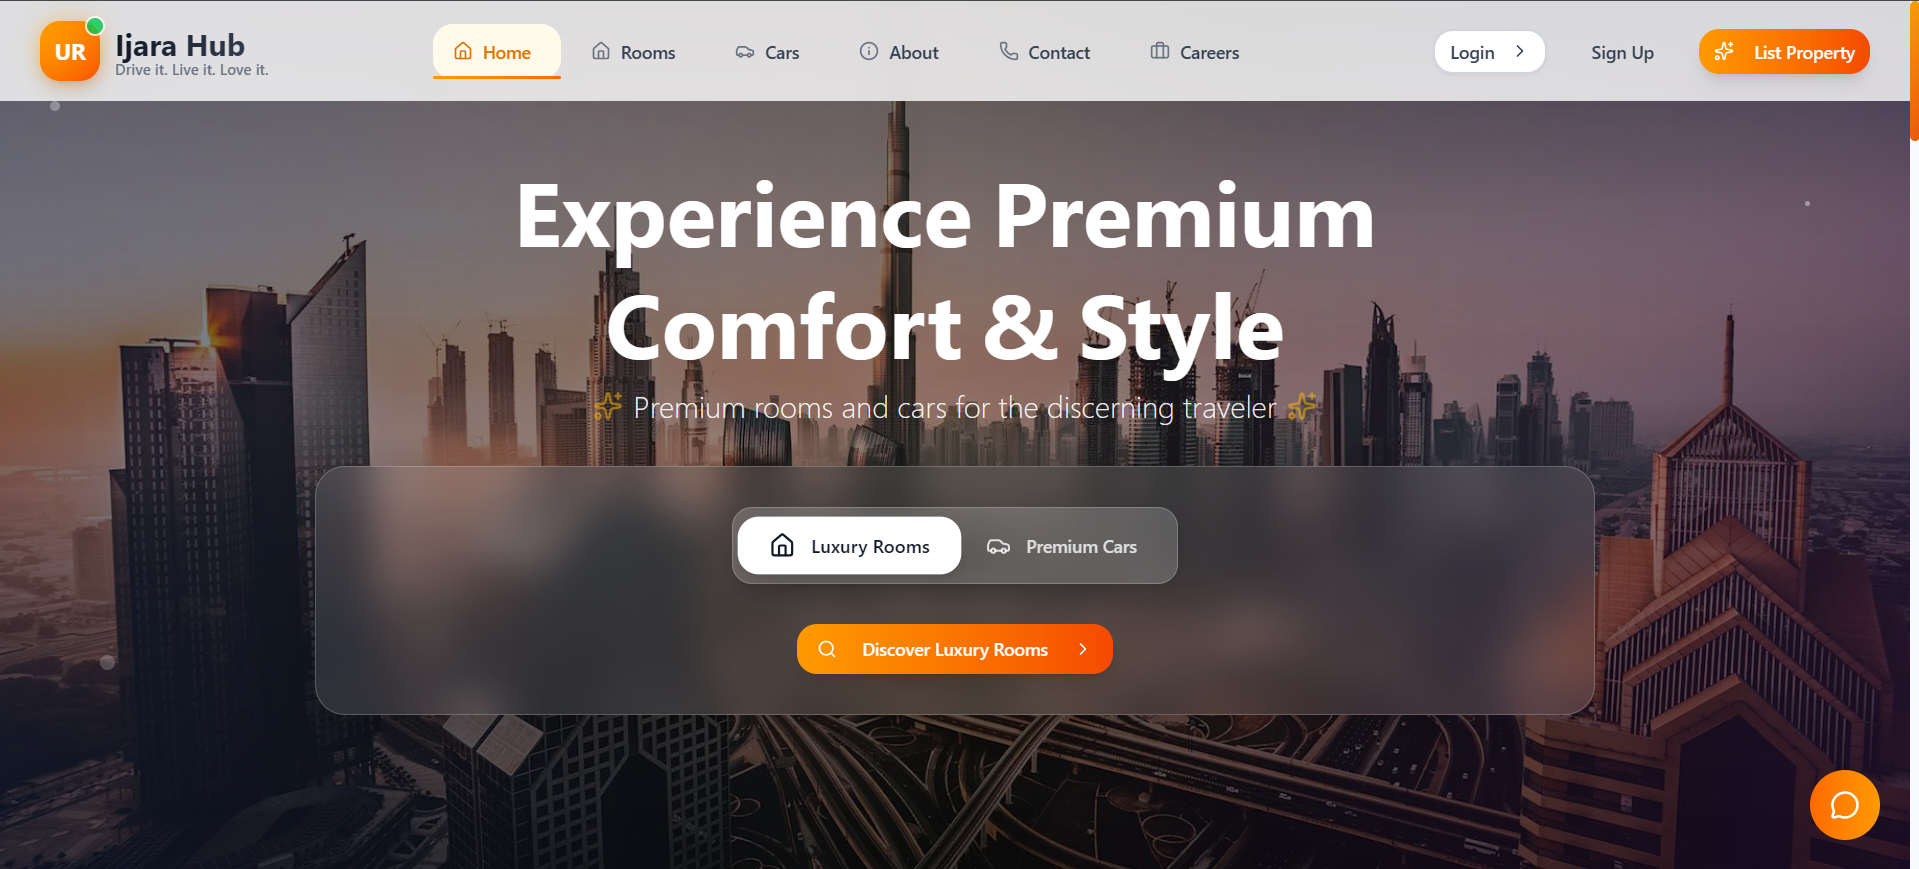 UR
Ijara Hub
Drive it. Live it. Love it.
Home
Rooms
Cars
About
Contact
Careers
Login
Sign Up
List Property
Experience Premium
Comfort & Style
Premium rooms and cars for the discerning traveler
Luxury Rooms
Premium Cars
Discover Luxury Rooms